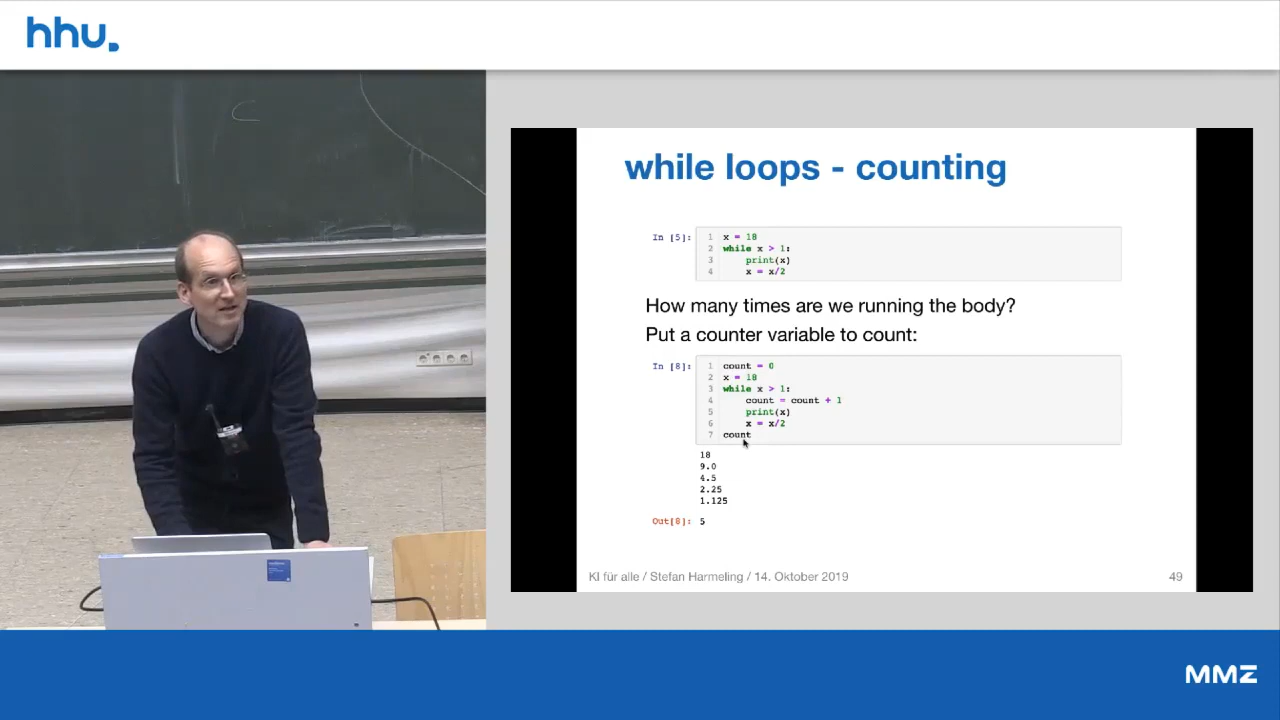 hhu.
while loops - counting
In [5]:
1 x = 18
2 while x > 1:
3 print(x)
4 x = x/2
How many times are we running the body?
Put a counter variable to count:
In [8]:
1 count = 0
2 x = 18
3 while x > 1:
4 count = count + 1
5 print(x)
6 x = x/2
7 count
18
9.0
4.5
2.25
1.125
Out[8]: 5
KI für alle / Stefan Harmeling / 14. Oktober 2019
49
MMZ